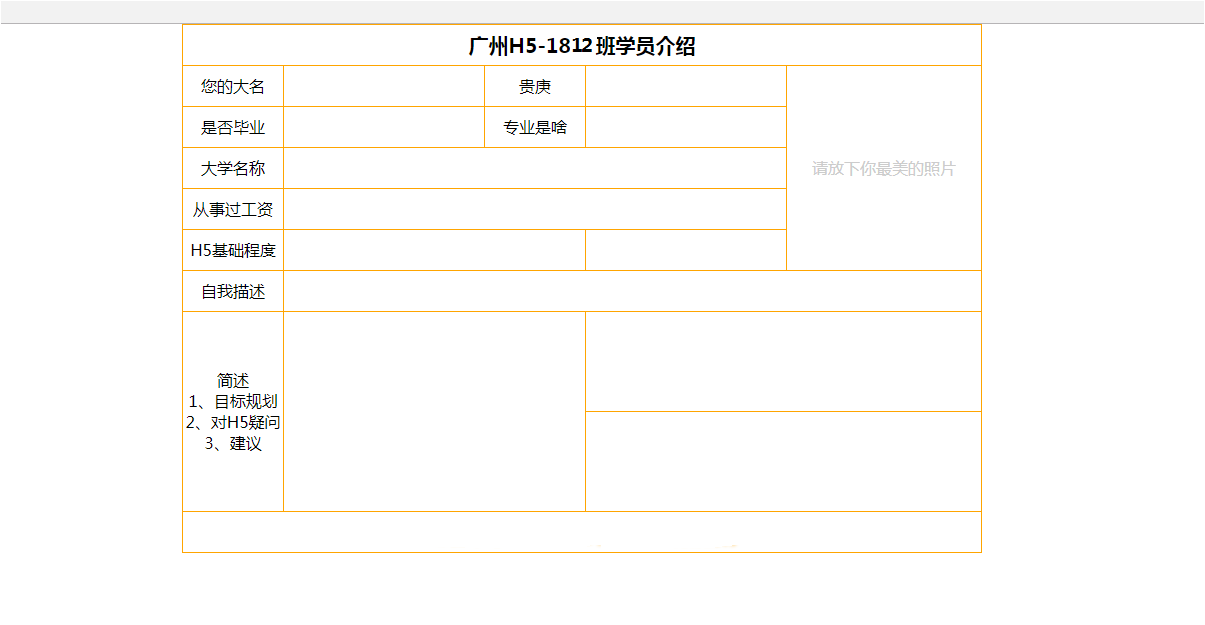 广州H5-1812班学员介绍
您的大名
贵庚
是否毕业
专业是啥
大学名称
请放下你最美的照片
从事过工资
H5基础程度
自我描述
简述
1、目标规划
2、对H5疑问
3、建议